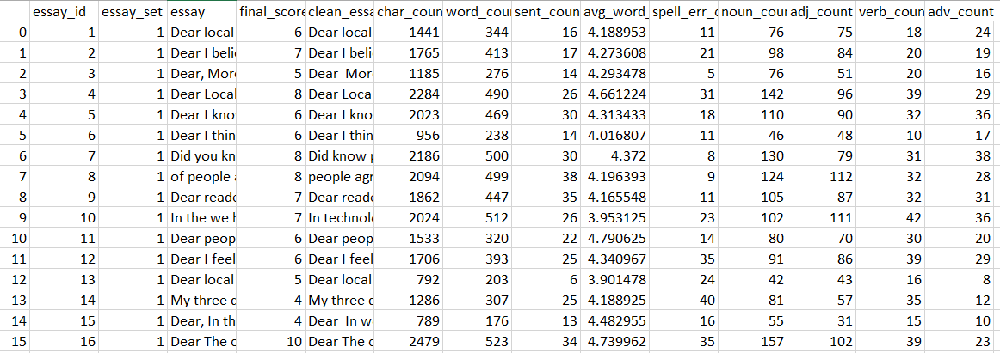 essay_id essay_set essay final_score clean_essa char_coun word_cou sent_coun avg_word_ spell_err_c noun_coun adj_count verb_coun adv_count
0 1 1 Dear local 6 Dear local 1441 344 16 4.188953 11 76 75 18 24
1 2 1 Dear I beli 7 Dear I beli 1765 413 17 4.273608 21 98 84 20 19
2 3 1 Dear, Mor 5 Dear Mor 1185 276 14 4.293478 5 76 51 20 16
3 4 1 Dear Local 8 Dear Local 2284 490 26 4.661224 31 142 96 39 29
4 5 1 Dear I kno 6 Dear I kno 2023 469 30 4.313433 18 110 90 32 36
5 6 1 Dear I thin 6 Dear I thin 956 238 14 4.016807 11 46 48 10 17
6 7 1 Did you kn 8 Did know p 2186 500 30 4.372 8 130 79 31 38
7 8 1 of people a 8 people agr 2094 499 38 4.196393 9 124 112 32 28
8 9 1 Dear reade 7 Dear reade 1862 447 35 4.165548 11 105 87 32 31
9 10 1 In the we h 7 In technolo 2024 512 26 3.953125 23 102 111 42 36
10 11 1 Dear peop 6 Dear peop 1533 320 22 4.790625 14 80 70 30 20
11 12 1 Dear I feel 6 Dear I feel 1706 393 25 4.340967 35 91 86 39 29
12 13 1 Dear local 5 Dear local 792 203 6 3.901478 24 42 43 16 8
13 14 1 My three d 4 My three d 1286 307 25 4.188925 40 81 57 35 12
14 15 1 Dear, In th 4 Dear In we 789 176 13 4.482955 16 55 31 15 10
15 16 1 Dear The c 10 Dear The c 2479 523 34 4.739962 35 157 102 39 23